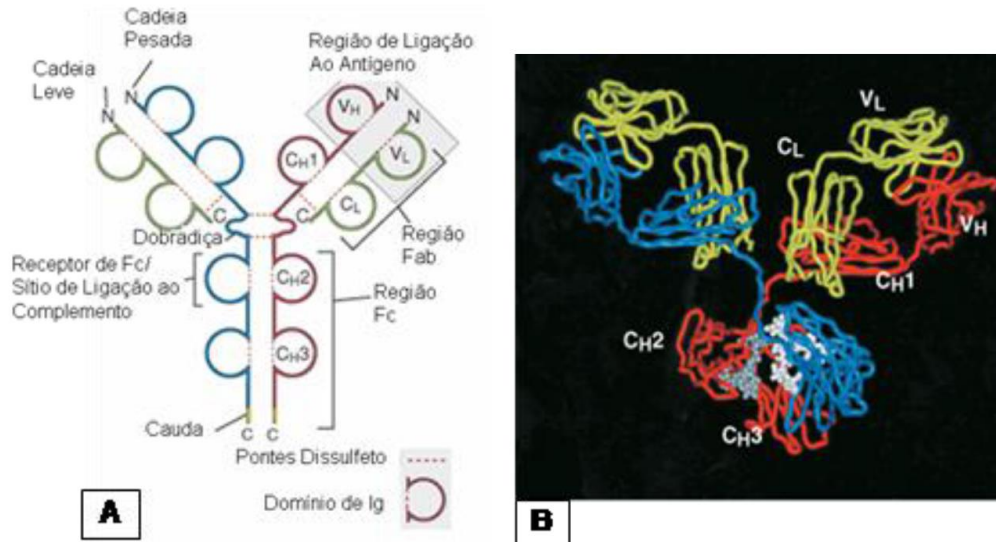 Cadeia
Pesada
Cadeia
Leve
N
N
Região de Ligação
Ao Antígeno
N
N
VH
VL
CH1
CL
C
C
Dobradiça
Região
Fab
Receptor de Fc/
Sítio de Ligação ao
Complemento
CH2
CH3
Região
Fc
Cauda
C C
Pontes Dissulfeto
Domínio de Ig
A
VL
CL
VH
CH1
CH2
CH3
B